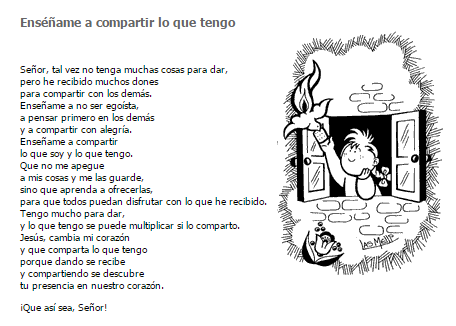 Enséñame a compartir lo que tengo
Señor, tal vez no tenga muchas cosas para dar,
pero he recibido muchos dones
para compartir con los demás.
Enseñame a no ser egoísta,
a pensar primero en los demás
y a compartir con alegría.
Enseñame a compartir
lo que soy y lo que tengo.
Que no me apegue
a mis cosas y me las guarde,
sino que aprenda a ofrecerlas,
para que todos puedan disfrutar con lo que he recibido.
Tengo mucho para dar,
y lo que tengo se puede multiplicar si lo comparto.
Jesús, cambia mi corazón
y que comparta lo que tengo
porque dando se recibe
y compartiendo se descubre
tu presencia en nuestro corazón.
¡Que así sea, Señor!